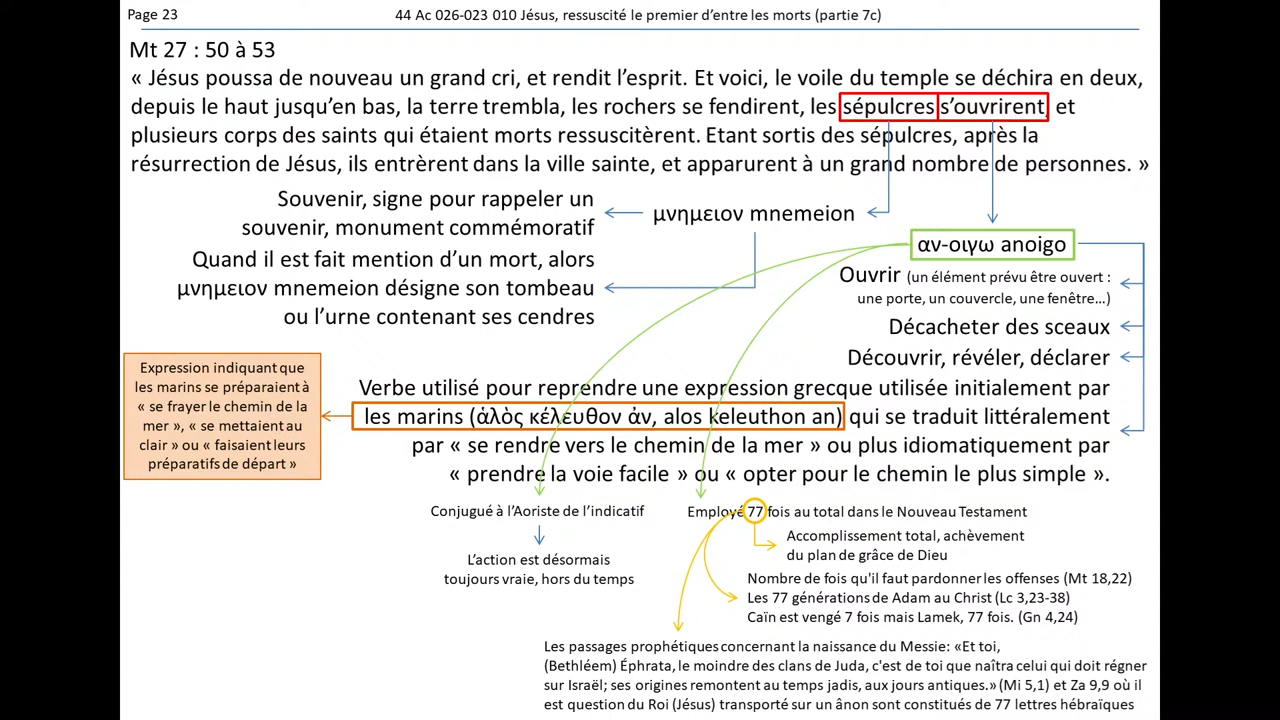 Page 23
44 Ac 026-023 010 Jésus, ressuscité le premier d’entre les morts (partie 7c)
Mt 27 : 50 à 53
« Jésus poussa de nouveau un grand cri, et rendit l’esprit. Et voici, le voile du temple se déchira en deux,
depuis le haut jusqu’en bas, la terre trembla, les rochers se fendirent, les sépulcres s’ouvrirent, et
plusieurs corps des saints qui étaient morts ressuscitèrent. Etant sortis des sépulcres, après la
résurrection de Jésus, ils entrèrent dans la ville sainte, et apparurent à un grand nombre de personnes. »
Souvenir, signe pour rappeler un
souvenir, monument commémoratif
μνημειον mnemeion
Quand il est fait mention d’un mort, alors
μνημειον mnemeion désigne son tombeau
ou l’urne contenant ses cendres
αν-οιγω anoigo
Ouvrir (un élément prévu être ouvert :
une porte, un couvercle, une fenêtre…)
Décacheter des sceaux
Découvrir, révéler, déclarer
Verbe utilisé pour reprendre une expression grecque utilisée initialement par
les marins (ἁλὸς κέλευθον ἀν, alos keleuthon an) qui se traduit littéralement
par « se rendre vers le chemin de la mer » ou plus idiomatiquement par
« prendre la voie facile » ou « opter pour le chemin le plus simple ».
Expression indiquant que
les marins se préparaient à
« se frayer le chemin de la
mer », « se mettaient au
clair » ou « faisaient leurs
préparatifs de départ »
Conjugué à l’Aoriste de l’indicatif
L’action est désormais
toujours vraie, hors du temps
Employé 77 fois au total dans le Nouveau Testament
Accomplissement total, achèvement
du plan de grâce de Dieu
Nombre de fois qu'il faut pardonner les offenses (Mt 18,22)
Les 77 générations de Adam au Christ (Lc 3,23-38)
Caïn est vengé 7 fois mais Lamek, 77 fois. (Gn 4,24)
Les passages prophétiques concernant la naissance du Messie: «Et toi,
(Bethléem) Éphrata, le moindre des clans de Juda, c'est de toi que naîtra celui qui doit régner
sur Israël; ses origines remontent au temps jadis, aux jours antiques.» (Mi 5,1) et Za 9,9 où il
est question du Roi (Jésus) transporté sur un ânon sont constitués de 77 lettres hébraïques